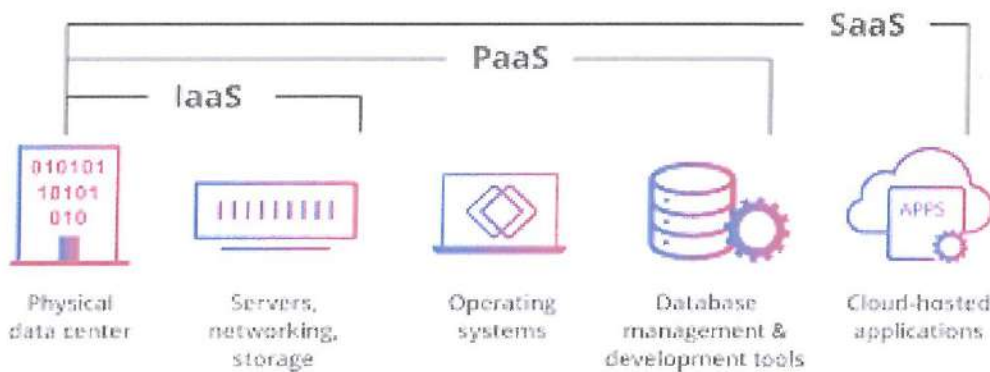 SaaS
PaaS
IaaS
010101
10101
010
APPS
Physical
data center
Servers,
networking,
storage
Operating
systems
Database
management &
development tools
Cloud-hosted
applications